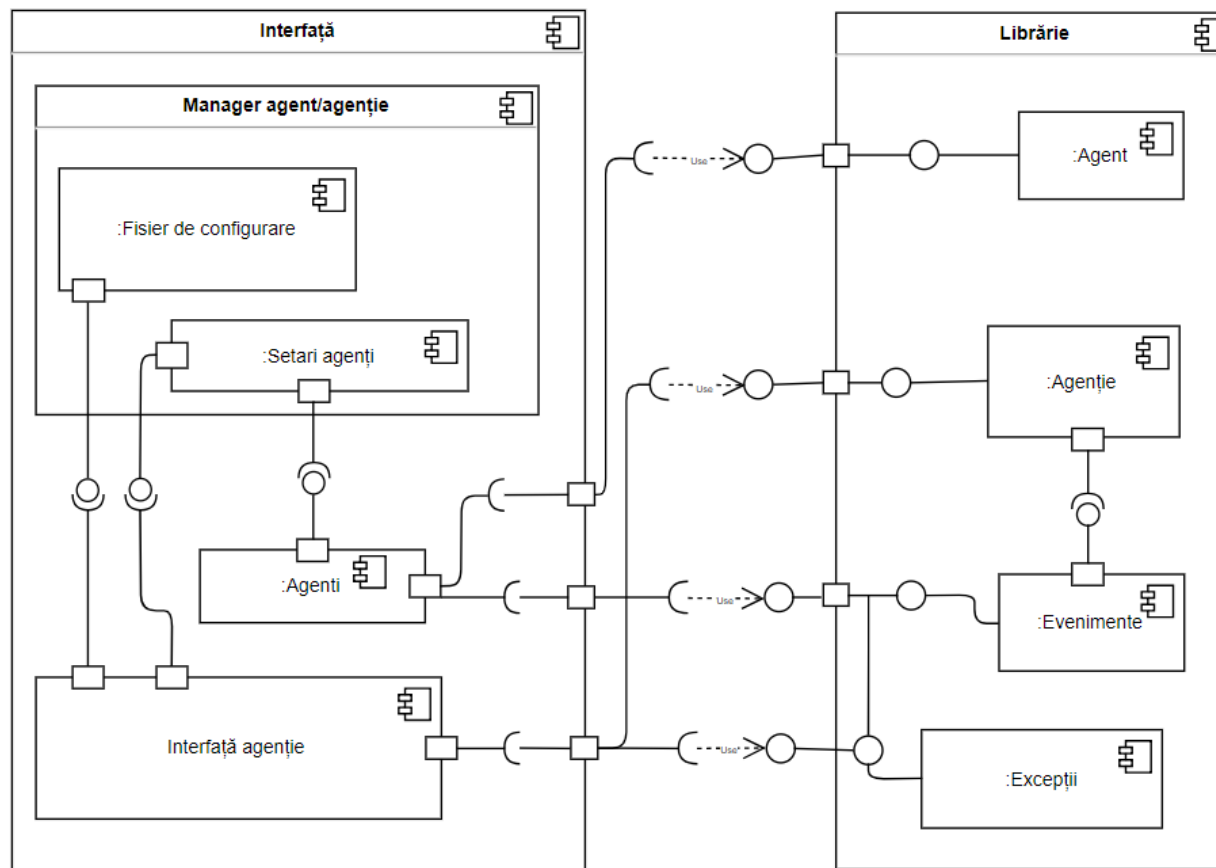 Interfață
Librărie
Manager agent/agenție
:Fisier de configurare
:Setari agenți
:Agenti
Interfață agenție
Use
Use
Use
Use*
:Agent
:Agenție
:Evenimente
:Excepții